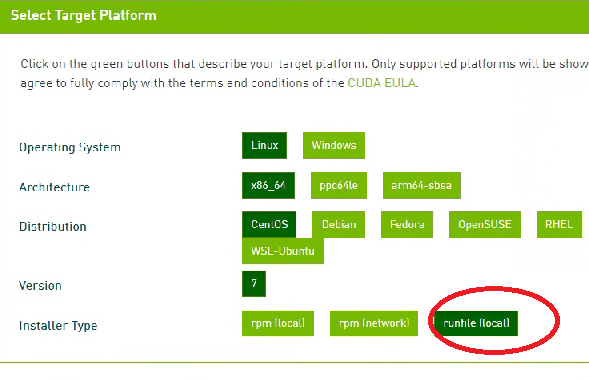 Select Target Platform
Click on the green buttons that describe your target platform. Only supported platforms will be show
agree to fully comply with the terms and conditions of the CUDA EULA.
Operating System Linux Windows
Architecture x86_64 ppc64le arm64-sbsa
Distribution CentOS Debian Fedora OpenSUSE RHEL
WSL-Ubuntu
Version 7
Installer Type rpm (local) rpm (network) runfile (local)